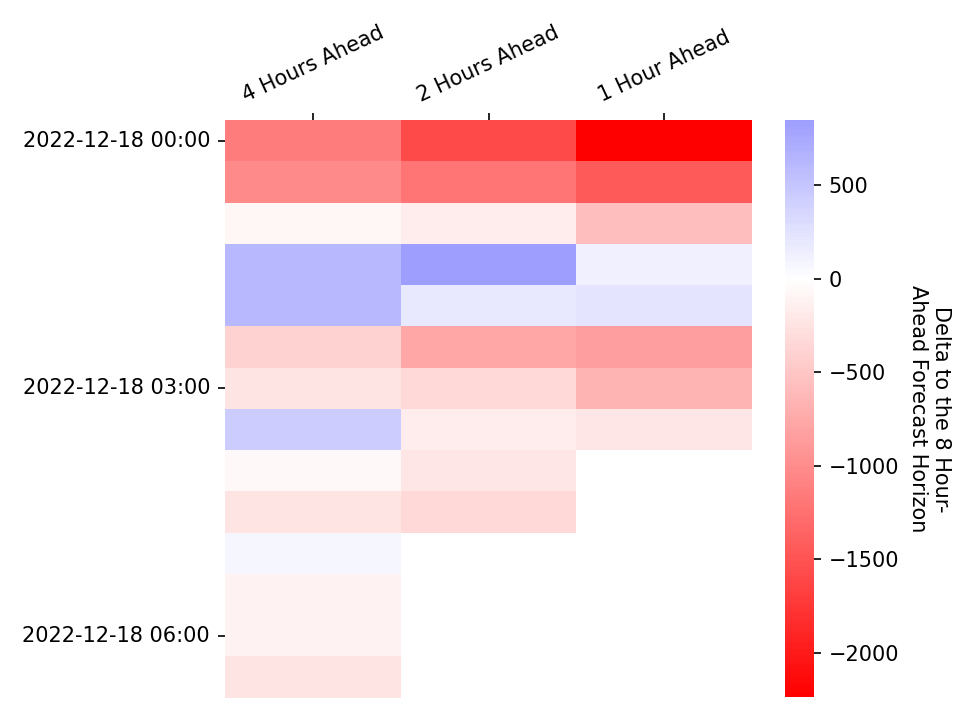 4 Hours Ahead
2 Hours Ahead
1 Hour Ahead
2022-12-18 00:00
2022-12-18 03:00
2022-12-18 06:00
500
0
−500
−1000
−1500
−2000
Delta to the 8 Hour-
Ahead Forecast Horizon